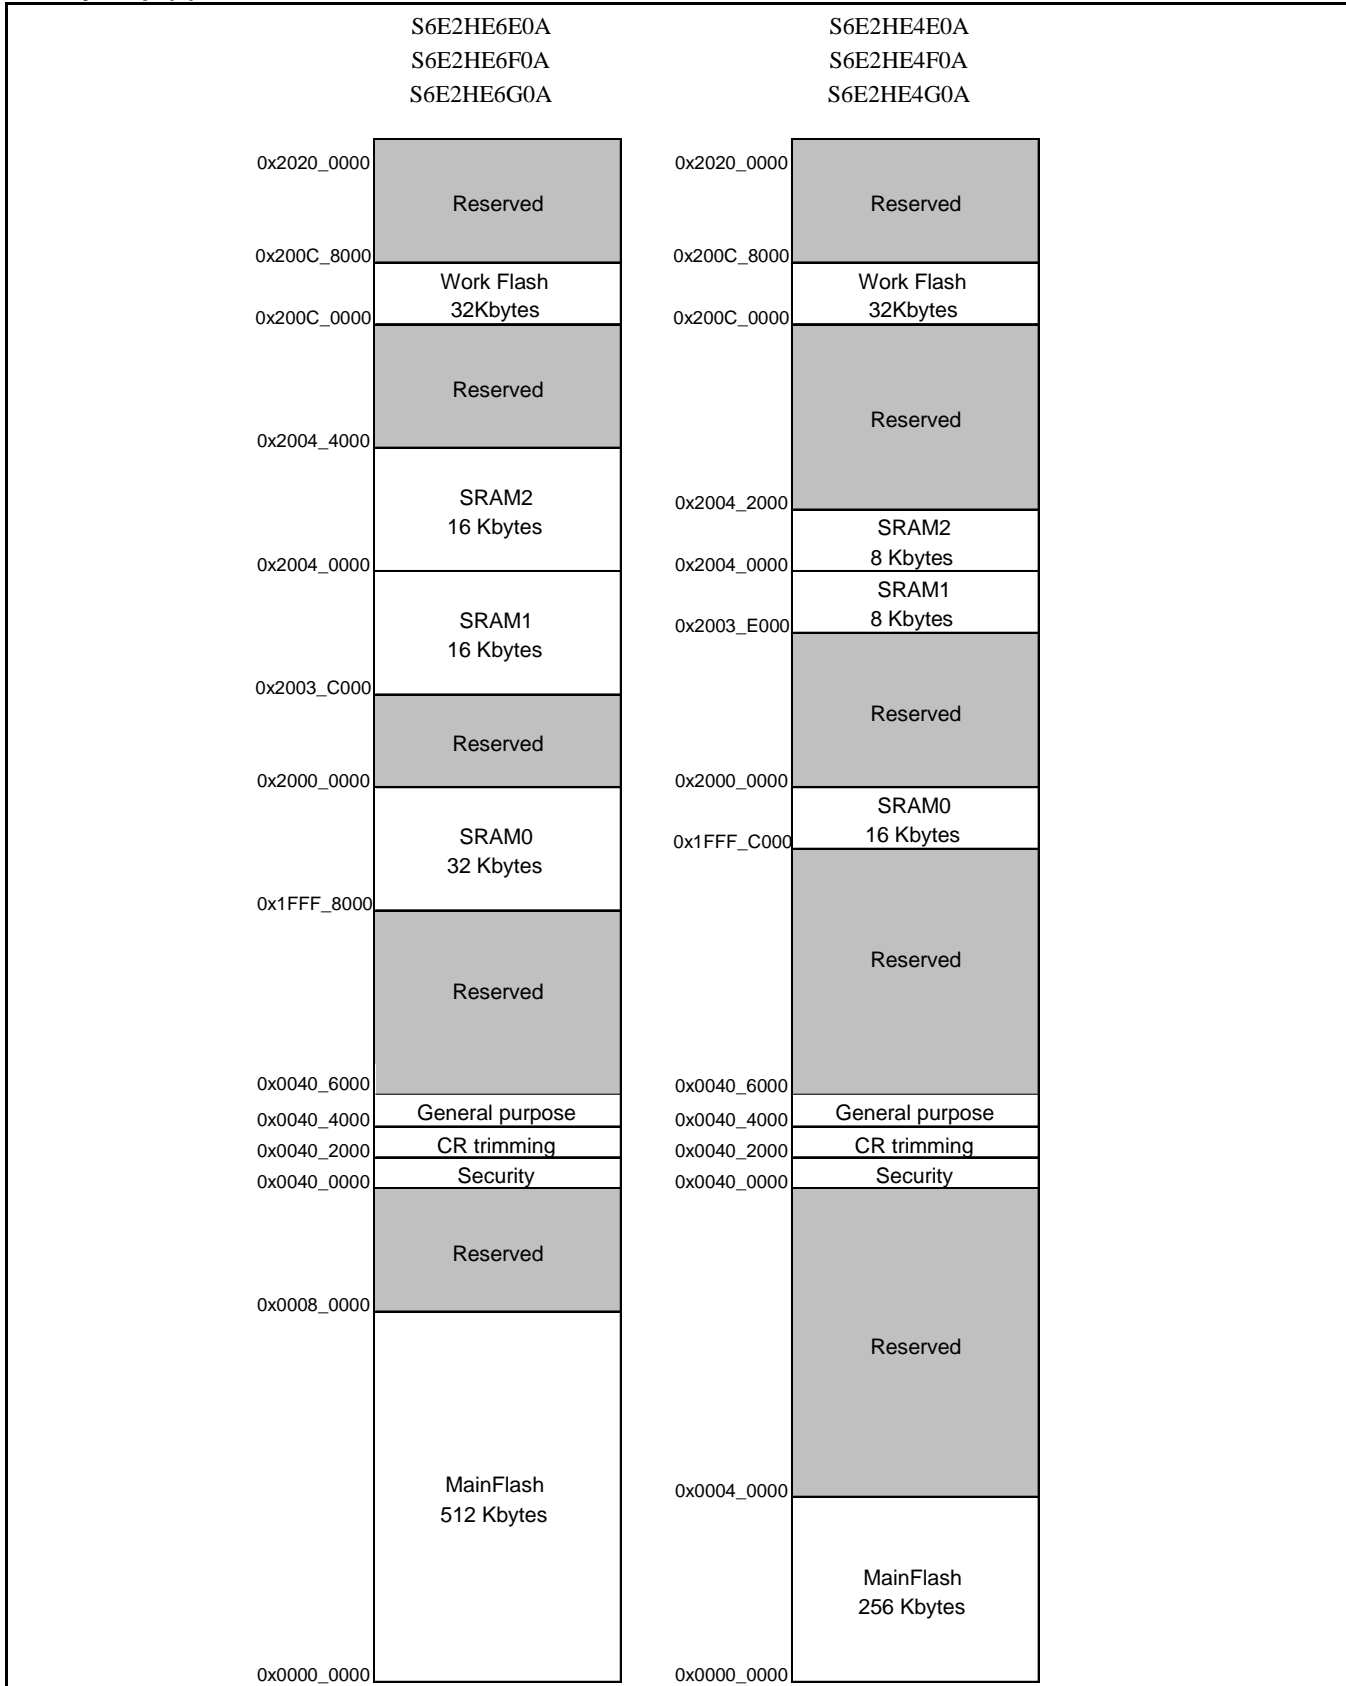 S6E2HE6E0A
S6E2HE6F0A
S6E2HE6G0A
0x2020_0000
Reserved
0x200C_8000
Work Flash
32Kbytes
0x200C_0000
Reserved
0x2004_4000
SRAM2
16 Kbytes
0x2004_0000
SRAM1
16 Kbytes
0x2003_C000
Reserved
0x2000_0000
SRAM0
32 Kbytes
0x1FFF_8000
Reserved
0x0040_6000
General purpose
0x0040_4000
CR trimming
0x0040_2000
Security
0x0040_0000
Reserved
0x0008_0000
MainFlash
512 Kbytes
0x0000_0000
S6E2HE4E0A
S6E2HE4F0A
S6E2HE4G0A
0x2020_0000
Reserved
0x200C_8000
Work Flash
32Kbytes
0x200C_0000
Reserved
0x2004_2000
SRAM2
8 Kbytes
0x2004_0000
SRAM1
8 Kbytes
0x2003_E000
Reserved
0x2000_0000
SRAM0
16 Kbytes
0x1FFF_C000
Reserved
0x0040_6000
General purpose
0x0040_4000
CR trimming
0x0040_2000
Security
0x0040_0000
Reserved
0x0004_0000
MainFlash
256 Kbytes
0x0000_0000